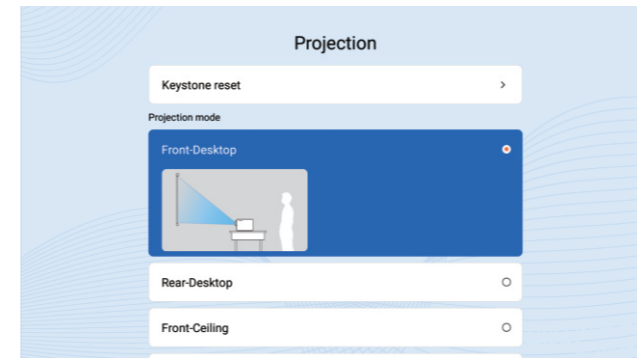 Projection
Keystone reset
Projection mode
Front-Desktop
Rear-Desktop
Front-Ceiling